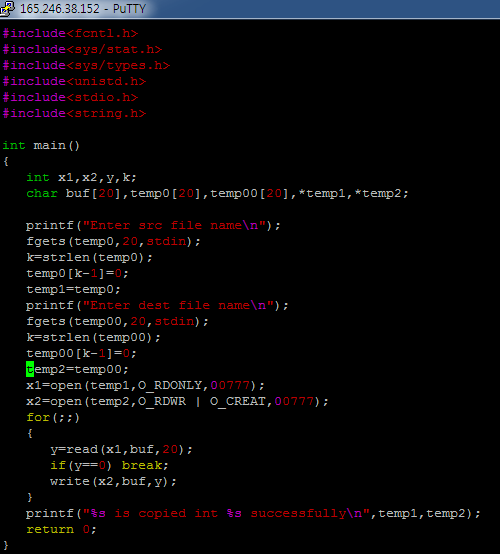 165.246.38.152 - PuTTY
#include<fcntl.h>
#include<sys/stat.h>
#include<sys/types.h>
#include<unistd.h>
#include<stdio.h>
#include<string.h>
int main()
{
int x1,x2,y,k;
char buf[20],temp0[20],temp00[20],*temp1,*temp2;
printf("Enter src file name\n");
fgets(temp0,20,stdin);
k=strlen(temp0);
temp0[k-1]=0;
temp1=temp0;
printf("Enter dest file name\n");
fgets(temp00,20,stdin);
k=strlen(temp00);
temp00[k-1]=0;
temp2=temp00;
x1=open(temp1,O_RDONLY,00777);
x2=open(temp2,O_RDWR | O_CREAT,00777);
for(;;)
{
y=read(x1,buf,20);
if(y==0) break;
write(x2,buf,y);
}
printf("%s is copied int %s successfully\n",temp1,temp2);
return 0;
}